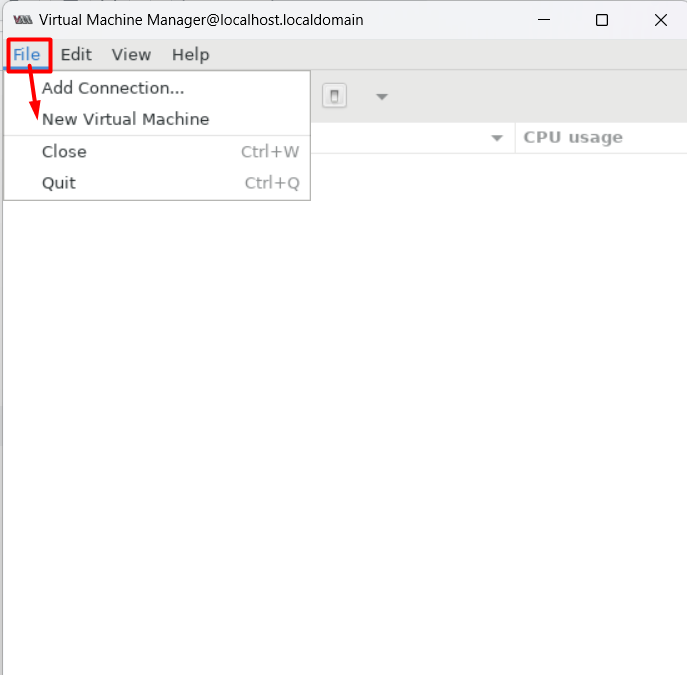 Virtual Machine Manager@localhost.localdomain
File Edit View Help
Add Connection...
New Virtual Machine
CPU usage
Close Ctrl+W
Quit Ctrl+Q